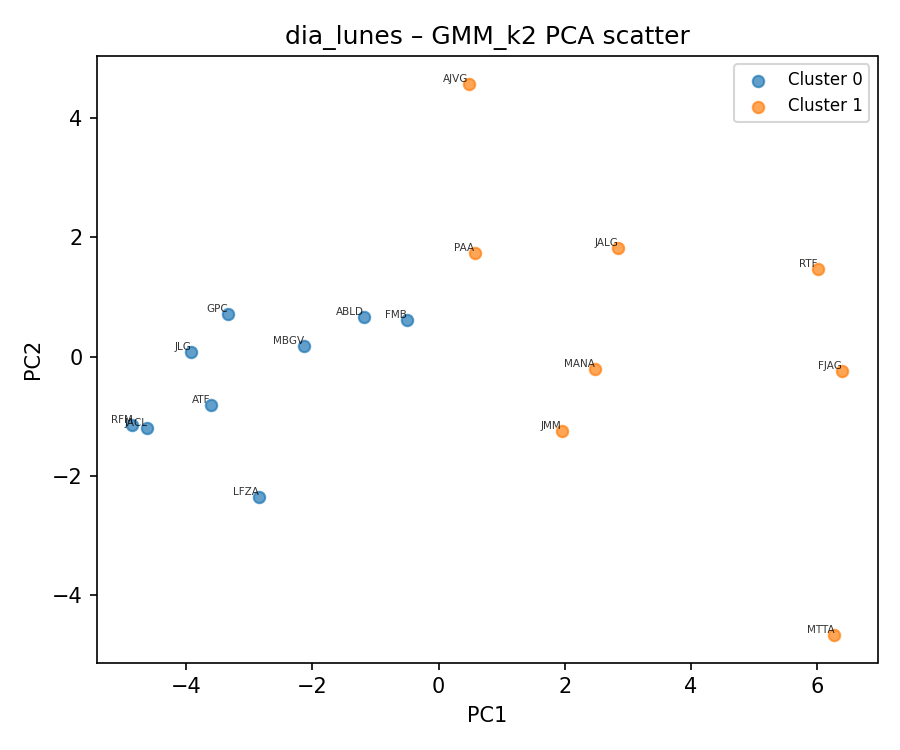 dia_lunes – GMM_k2 PCA scatter
Cluster 0
Cluster 1
AJVG
PAA
JALG
RTF
GPC
ABLD
FMB
MBGV
JLG
MANA
FJAG
ATF
RFM
JACL
JMM
LFZA
MTTA
4
2
0
−2
−4
PC2
−4
−2
0
2
4
6
PC1